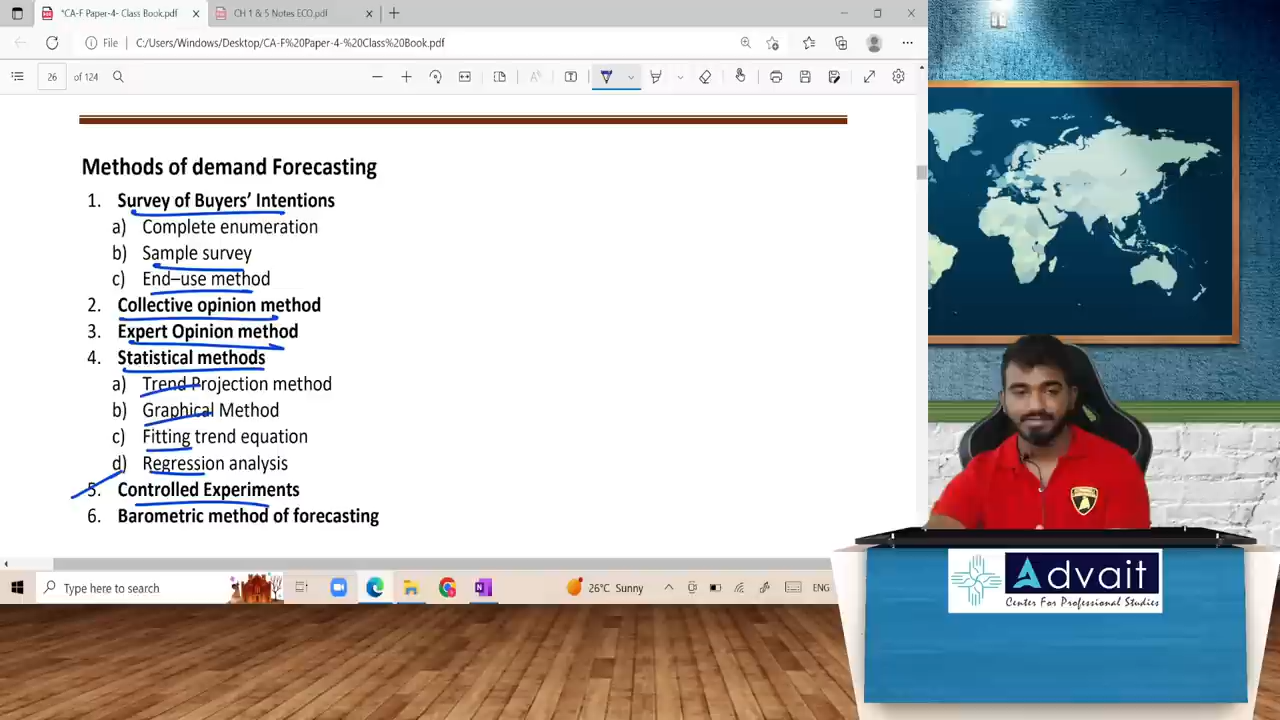 *CA-F Paper-4- Class Book.pdf
CH 1 & 5 Notes ECO.pdf
File
C:/Users/Windows/Desktop/CA-F%20Paper-4-%20Class%20Book.pdf
26 of 124
Methods of demand Forecasting
1. Survey of Buyers' Intentions
a) Complete enumeration
b) Sample survey
c) End–use method
2. Collective opinion method
3. Expert Opinion method
4. Statistical methods
a) Trend Projection method
b) Graphical Method
c) Fitting trend equation
d) Regression analysis
5. Controlled Experiments
6. Barometric method of forecasting
Type here to search
26°C Sunny
ENG
Advait
Center For Professional Studies